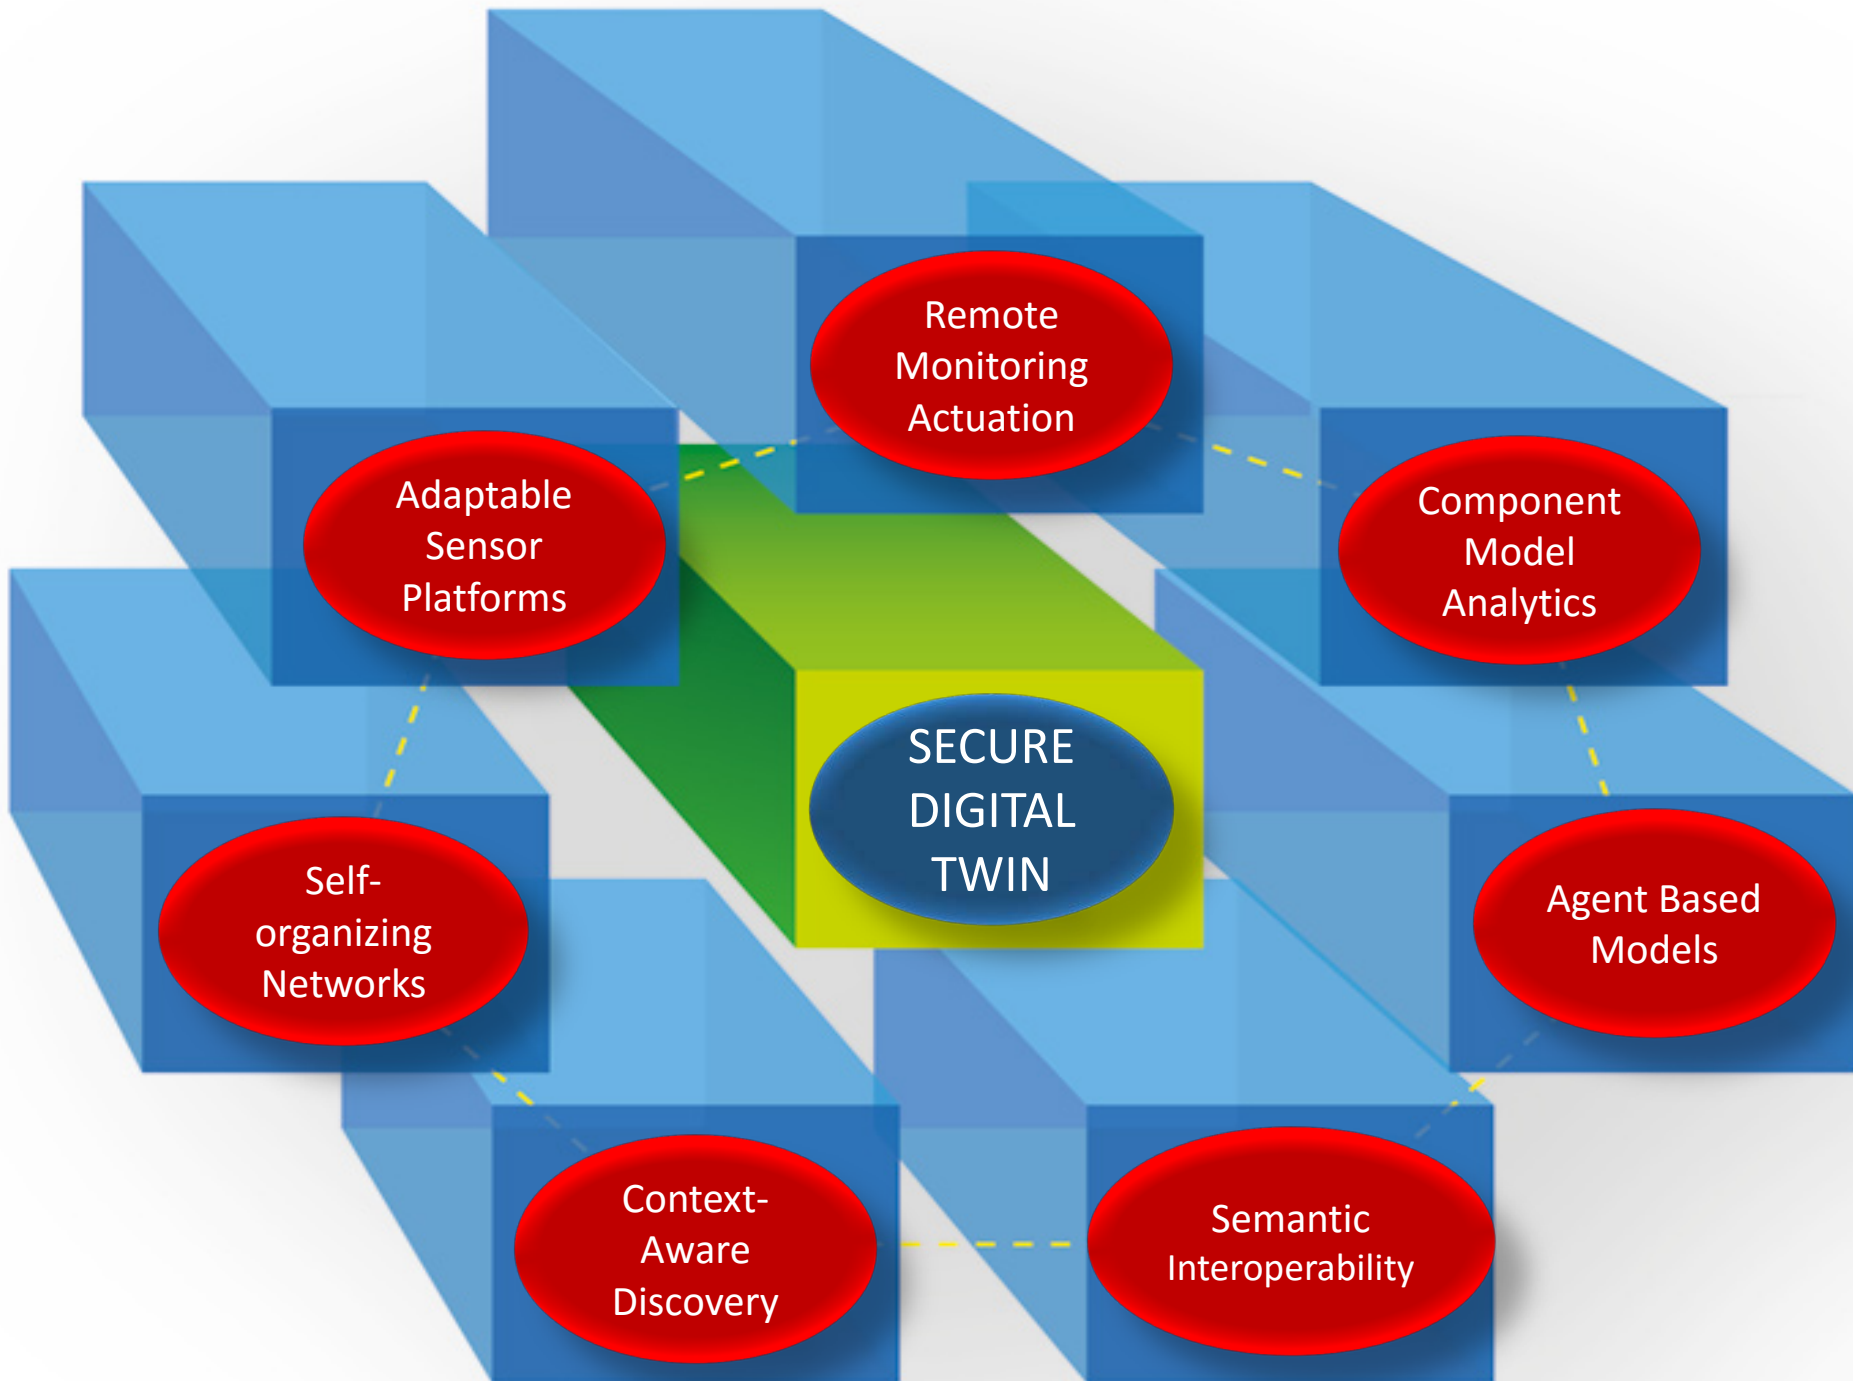 Remote
Monitoring
Actuation
Adaptable
Sensor
Platforms
Component
Model
Analytics
SECURE
DIGITAL
TWIN
Self-
organizing
Networks
Agent Based
Models
Context-
Aware
Discovery
Semantic
Interoperability